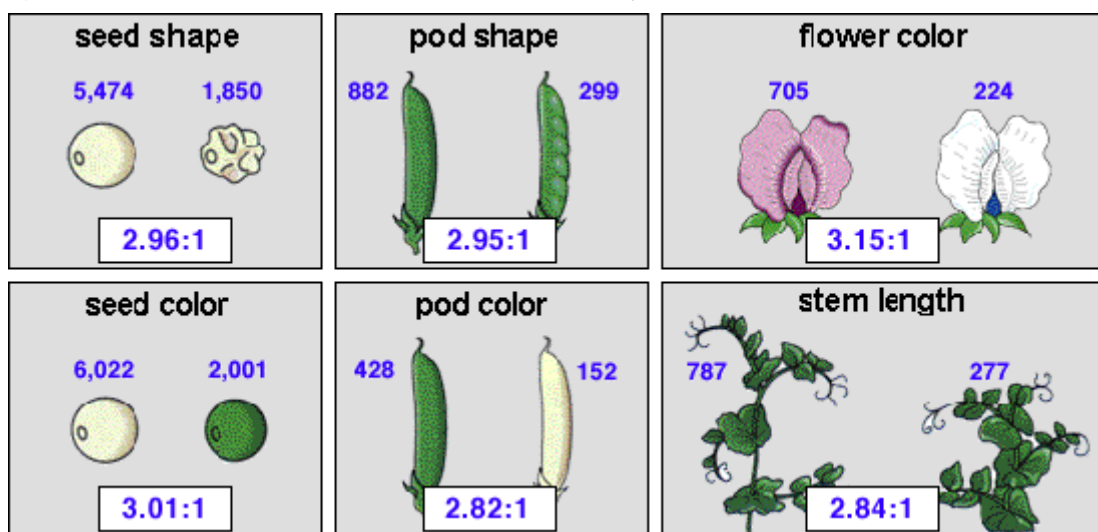 seed shape
5,474 1,850
2.96:1
pod shape
882 299
2.95:1
flower color
705 224
3.15:1
seed color
6,022 2,001
3.01:1
pod color
428 152
2.82:1
stem length
787 277
2.84:1